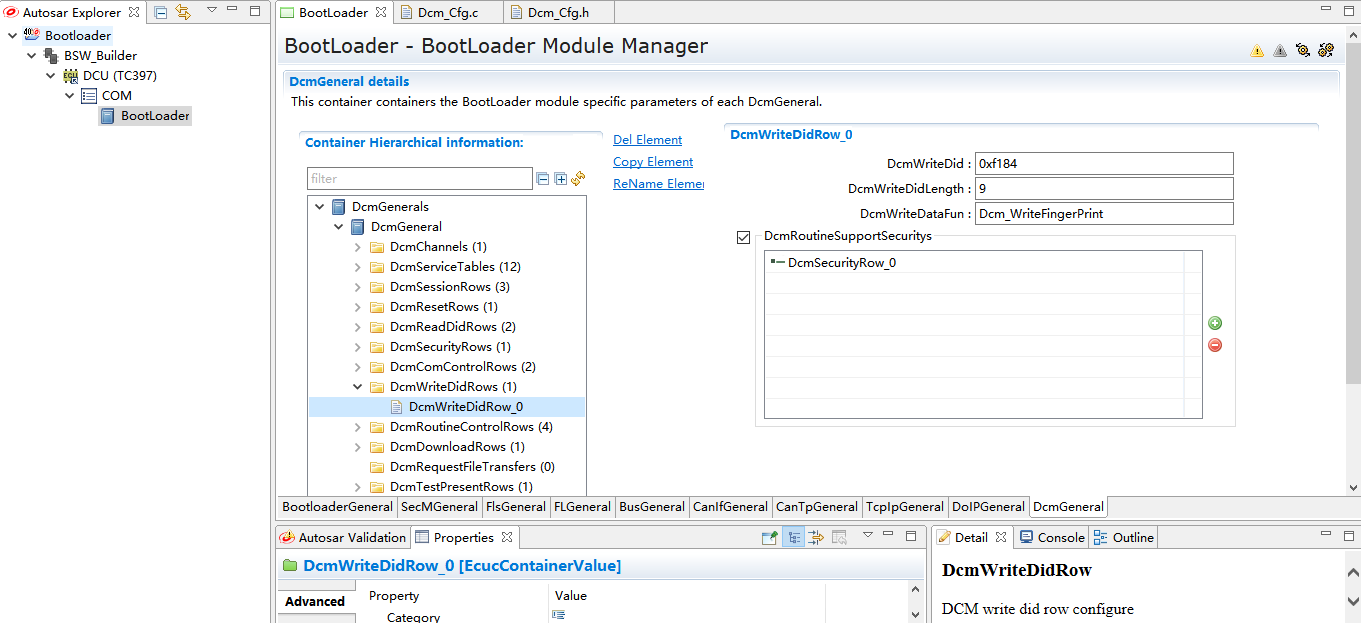 Autosar Explorer
Bootloader
BSW_Builder
DCU (TC397)
COM
BootLoader
BootLoader
Dcm_Cfg.c
Dcm_Cfg.h
BootLoader - BootLoader Module Manager
DcmGeneral details
This container containers the BootLoader module specific parameters of each DcmGeneral.
Container Hierarchical information:
filter
DcmGenerals
DcmGeneral
DcmChannels (1)
DcmServiceTables (12)
DcmSessionRows (3)
DcmResetRows (1)
DcmReadDidRows (2)
DcmSecurityRows (1)
DcmComControlRows (2)
DcmWriteDidRows (1)
DcmWriteDidRow_0
DcmRoutineControlRows (4)
DcmDownloadRows (1)
DcmRequestFileTransfers (0)
DcmTestPresentRows (1)
Del Element
Copy Element
ReName Elemer
DcmWriteDidRow_0
DcmWriteDid : 0xf184
DcmWriteDidLength : 9
DcmWriteDataFun : Dcm_WriteFingerPrint
DcmRoutineSupportSecuritys
DcmSecurityRow_0
BootloaderGeneral SecMGeneral FlsGeneral FLGeneral BusGeneral CanIfGeneral CanTpGeneral TcpIpGeneral DoIPGeneral DcmGeneral
Autosar Validation
Properties
DcmWriteDidRow_0 [EcucContainerValue]
Advanced
Property Value
Category
Detail
Console
Outline
DcmWriteDidRow
DCM write did row configure